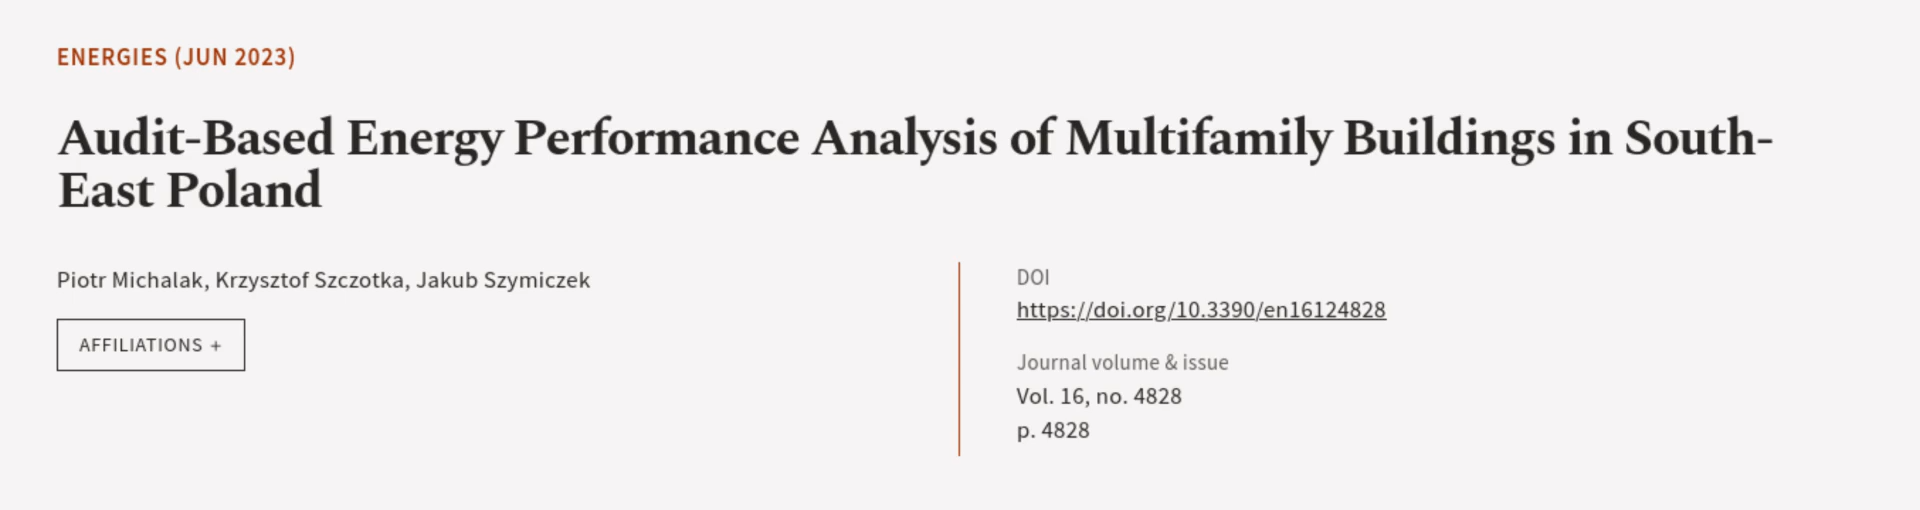 ENERGIES (JUN 2023)
Audit-Based Energy Performance Analysis of Multifamily Buildings in South-
East Poland
Piotr Michalak, Krzysztof Szczotka, Jakub Szymiczek
AFFILIATIONS +
DOI
https://doi.org/10.3390/en16124828
Journal volume & issue
Vol. 16, no. 4828
p. 4828